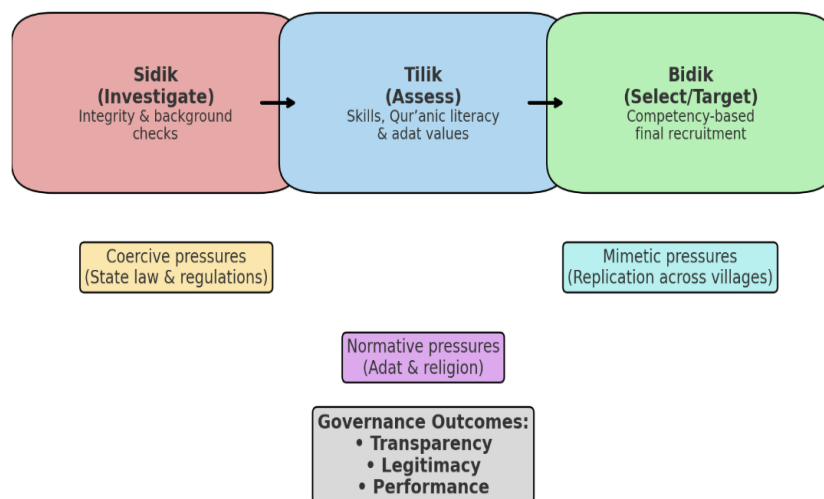 Sidik
(Investigate)
Integrity & background
checks
Tilik
(Assess)
Skills, Qur’anic literacy
& adat values
Bidik
(Select/Target)
Competency-based
final recruitment
Coercive pressures
(State law & regulations)
Mimetic pressures
(Replication across villages)
Normative pressures
(Adat & religion)
Governance Outcomes:
• Transparency
• Legitimacy
• Performance